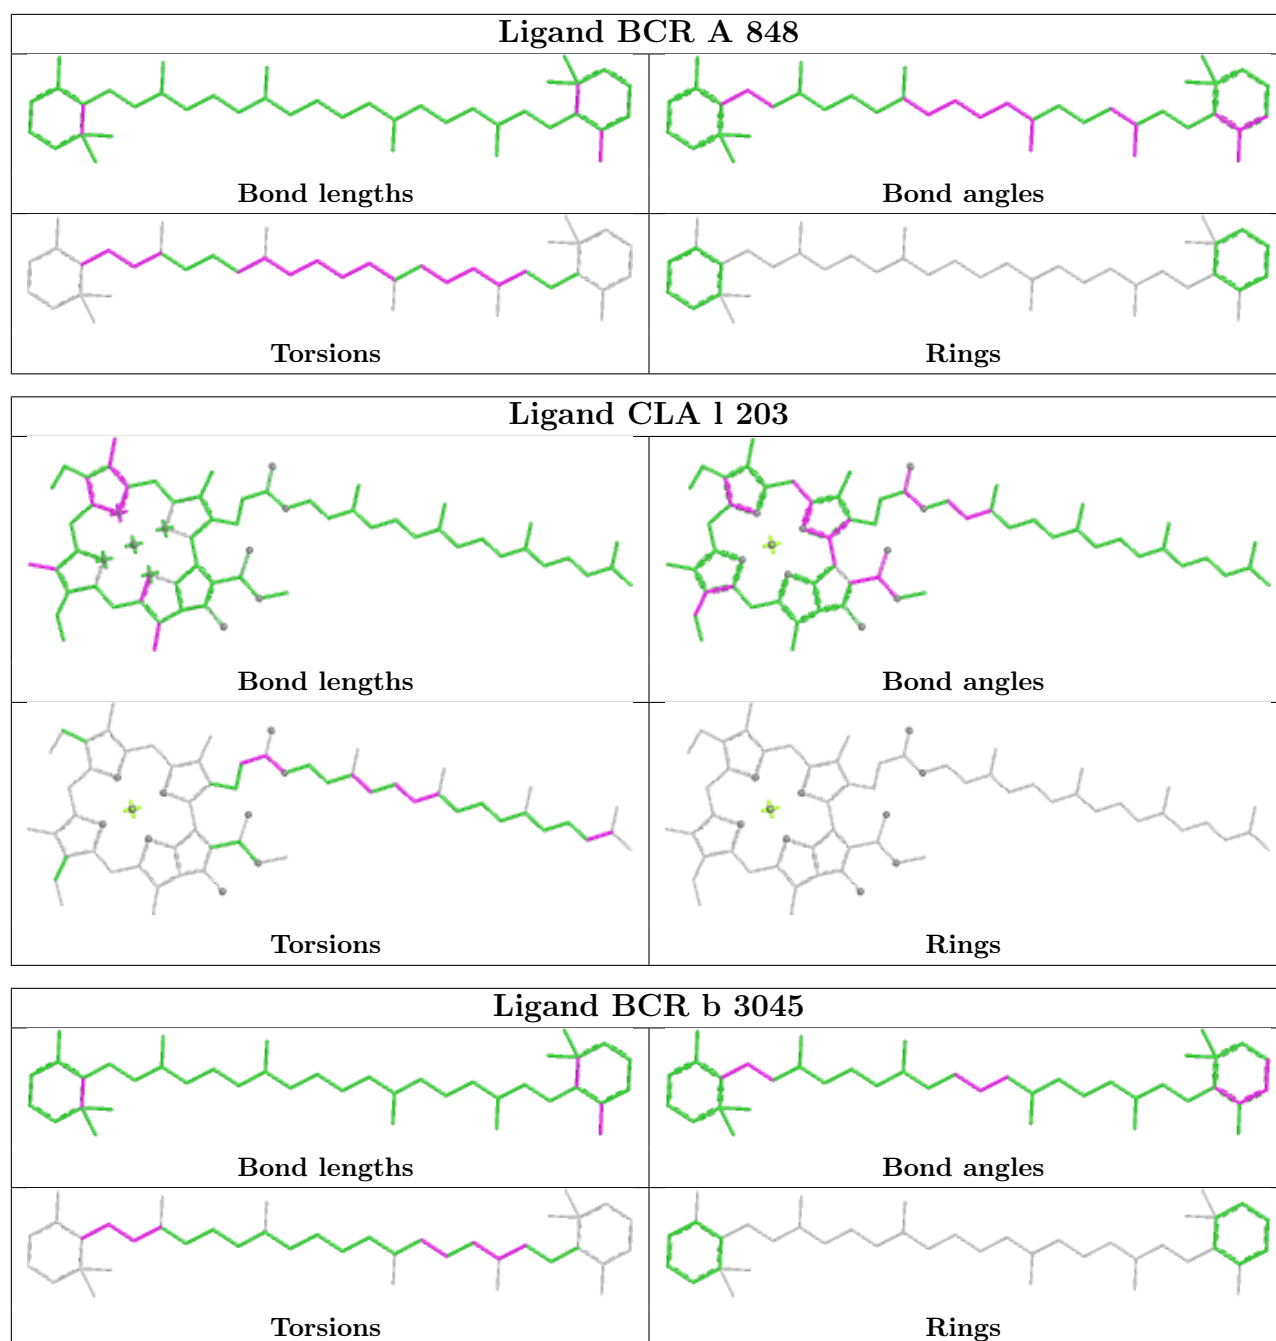 Ligand BCR A 848
Bond lengths
Bond angles
Torsions
Rings
Ligand CLA l 203
Bond lengths
Bond angles
Torsions
Rings
Ligand BCR b 3045
Bond lengths
Bond angles
Torsions
Rings